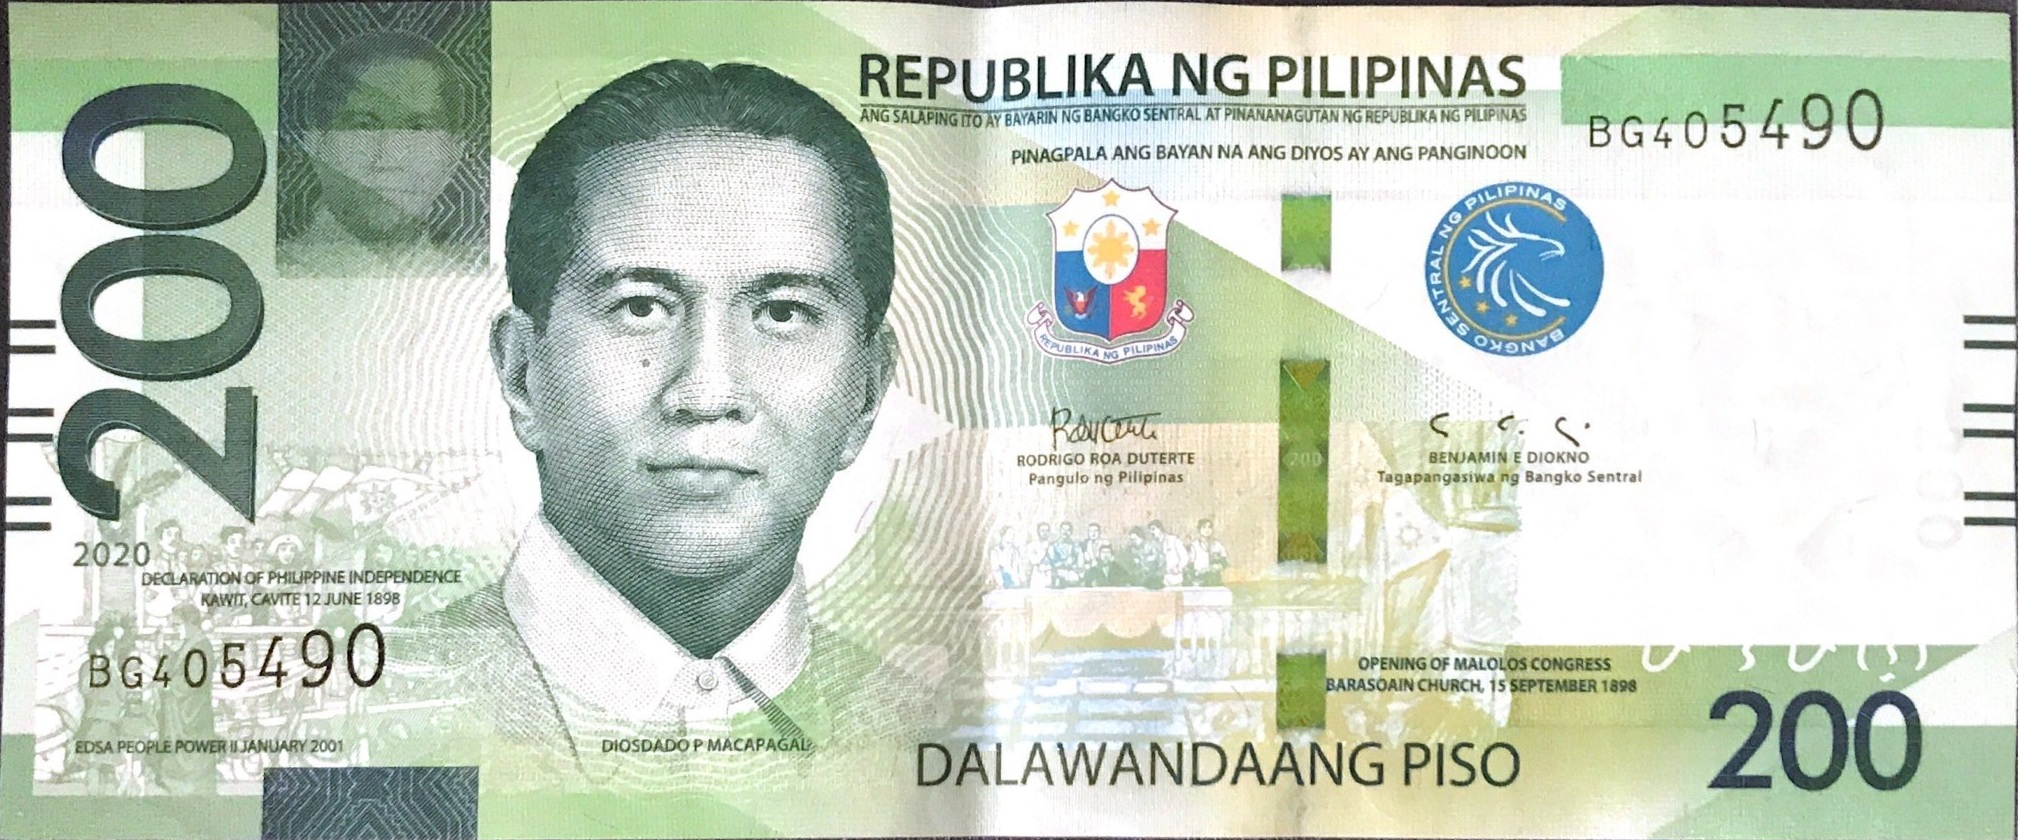 200
REPUBLIKA NG PILIPINAS
ANG SALAPING ITO AY BAYARIN NG BANGKO SENTRAL AT PINANANAGUTAN NG REPUBLIKA NG PILIPINAS
PINAGPALA ANG BAYAN NA ANG DIYOS AY ANG PANGINOON
BG405490
REPUBLIKA NG PILIPINAS
BANGKO SENTRAL NG PILIPINAS
RODRIGO ROA DUTERTE
Pangulo ng Pilipinas
200
BENJAMIN E DIOKNO
Tagapangasiwa ng Bangko Sentral
2020
DECLARATION OF PHILIPPINE INDEPENDENCE
KAWIT, CAVITE 12 JUNE 1898
BG405490
EDSA PEOPLE POWER II JANUARY 2001
DIOSDADO P MACAPAGAL
OPENING OF MALOLOS CONGRESS
BARASOAIN CHURCH, 15 SEPTEMBER 1898
DALAWANDAANG PISO
200